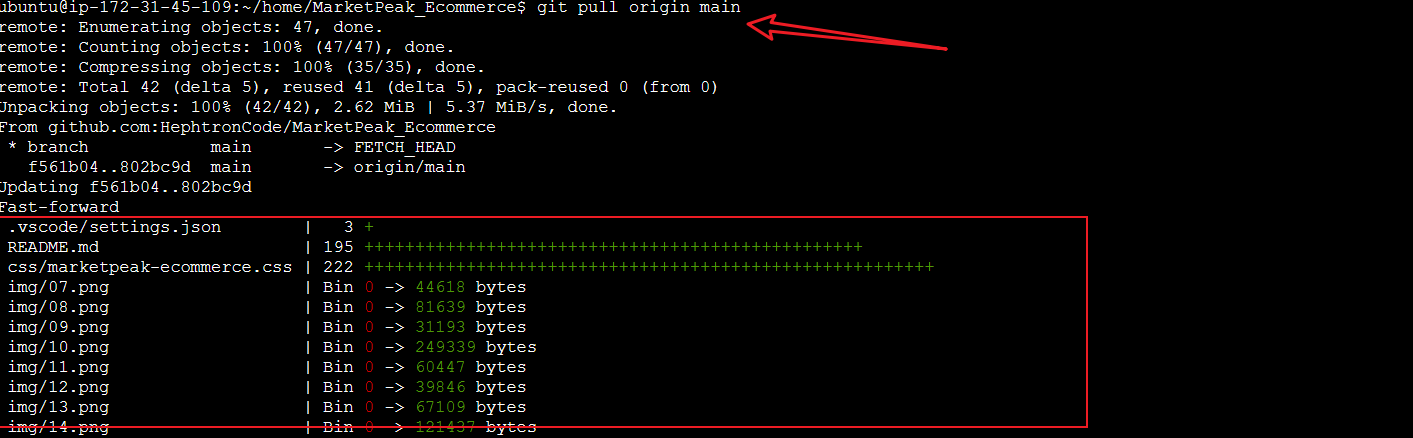 ubuntu@ip-172-31-45-109:~/home/MarketPeak_Ecommerce$ git pull origin main
remote: Enumerating objects: 47, done.
remote: Counting objects: 100% (47/47), done.
remote: Compressing objects: 100% (35/35), done.
remote: Total 42 (delta 5), reused 41 (delta 5), pack-reused 0 (from 0)
Unpacking objects: 100% (42/42), 2.62 MiB | 5.37 MiB/s, done.
From github.com:HephtronCode/MarketPeak_Ecommerce
 * branch            main       -> FETCH_HEAD
   f561b04..802bc9d  main       -> origin/main
Updating f561b04..802bc9d
Fast-forward
 .vscode/settings.json        |   3 +
 README.md                    | 195 +++++++++++++++++++++++++++++++++++++++++++++++++
 css/marketpeak-ecommerce.css | 222 ++++++++++++++++++++++++++++++++++++++++++++++++++++++++
 img/07.png                   | Bin 0 -> 44618 bytes
 img/08.png                   | Bin 0 -> 81639 bytes
 img/09.png                   | Bin 0 -> 31193 bytes
 img/10.png                   | Bin 0 -> 249339 bytes
 img/11.png                   | Bin 0 -> 60447 bytes
 img/12.png                   | Bin 0 -> 39846 bytes
 img/13.png                   | Bin 0 -> 67109 bytes
 img/14.png                   | Bin 0 -> 121437 bytes